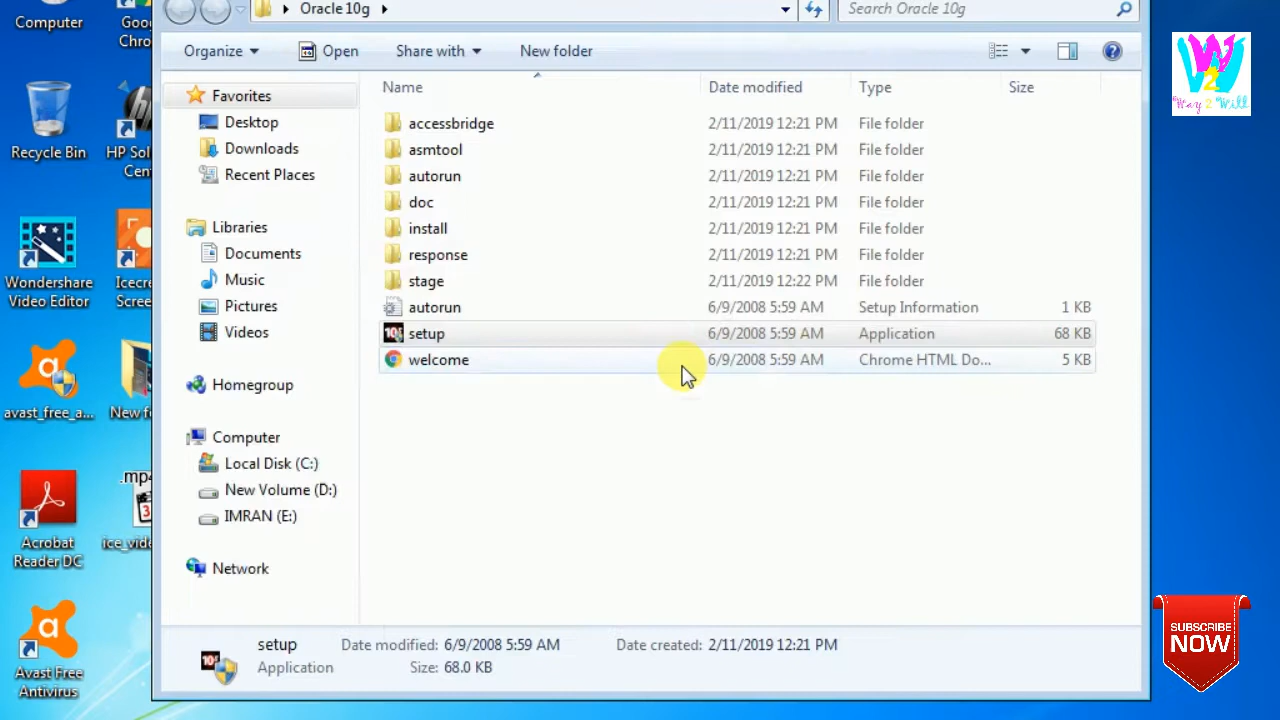 Computer
Goo
Chro
Recycle Bin
HP Sol
Cen
Wondershare
Video Editor
Icecre
Scree
avast_free_a...
New f
.mp4
Acrobat
Reader DC
ice_vide
Avast Free
Antivirus
Oracle 10g
Search Oracle 10g
Organize
Open
Share with
New folder
Favorites
Desktop
Downloads
Recent Places
Libraries
Documents
Music
Pictures
Videos
Homegroup
Computer
Local Disk (C:)
New Volume (D:)
IMRAN (E:)
Network
Name Date modified Type Size
accessbridge 2/11/2019 12:21 PM File folder
asmtool 2/11/2019 12:21 PM File folder
autorun 2/11/2019 12:21 PM File folder
doc 2/11/2019 12:21 PM File folder
install 2/11/2019 12:21 PM File folder
response 2/11/2019 12:21 PM File folder
stage 2/11/2019 12:22 PM File folder
autorun 6/9/2008 5:59 AM Setup Information 1 KB
setup 6/9/2008 5:59 AM Application 68 KB
welcome 6/9/2008 5:59 AM Chrome HTML Do... 5 KB
setup Date modified: 6/9/2008 5:59 AM Date created: 2/11/2019 12:21 PM
Application Size: 68.0 KB
W 2 W
Way 2 Will
SUBSCRIBE
NOW